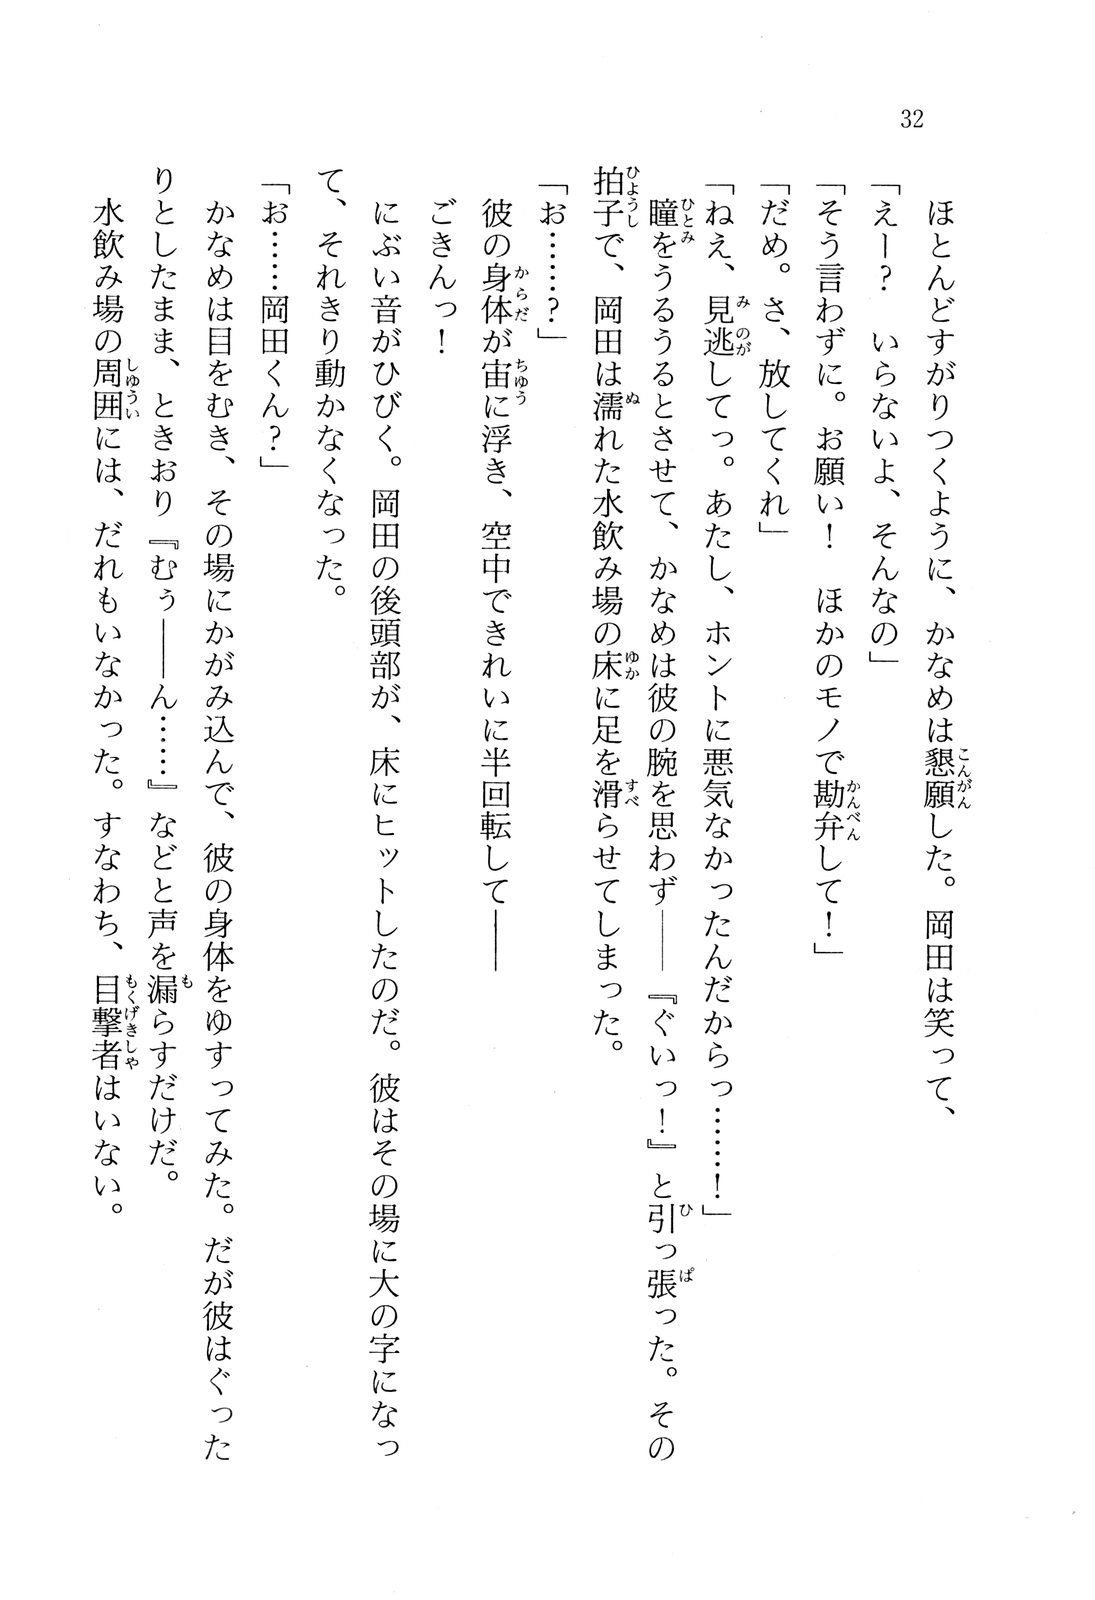 32
　ほとんどすがりつくように、かなめは懇願した。岡田は笑って、
「えー?　いらないよ、そんなの」
「そう言わずに。お願い!　ほかのモノで勘弁して!」
「だめ。さ、放してくれ」
「ねえ、見逃してっ。あたし、ホントに悪気なかったんだからっ……!」
　瞳をうるうるとさせて、かなめは彼の腕を思わず——『ぐいっ!』と引っ張った。その
拍子で、岡田は濡れた水飲み場の床に足を滑らせてしまった。
「お……?」
　彼の身体が宙に浮き、空中できれいに半回転して——
　ごきんっ!
　にぶい音がひびく。岡田の後頭部が、床にヒットしたのだ。彼はその場に大の字になっ
て、それきり動かなくなった。
「お……岡田くん?」
　かなめは目をむき、その場にかがみ込んで、彼の身体をゆすってみた。だが彼はぐった
りとしたまま、ときおり『むぅ——ん……』などと声を漏らすだけだ。
　水飲み場の周囲には、だれもいなかった。すなわち、目撃者はいない。